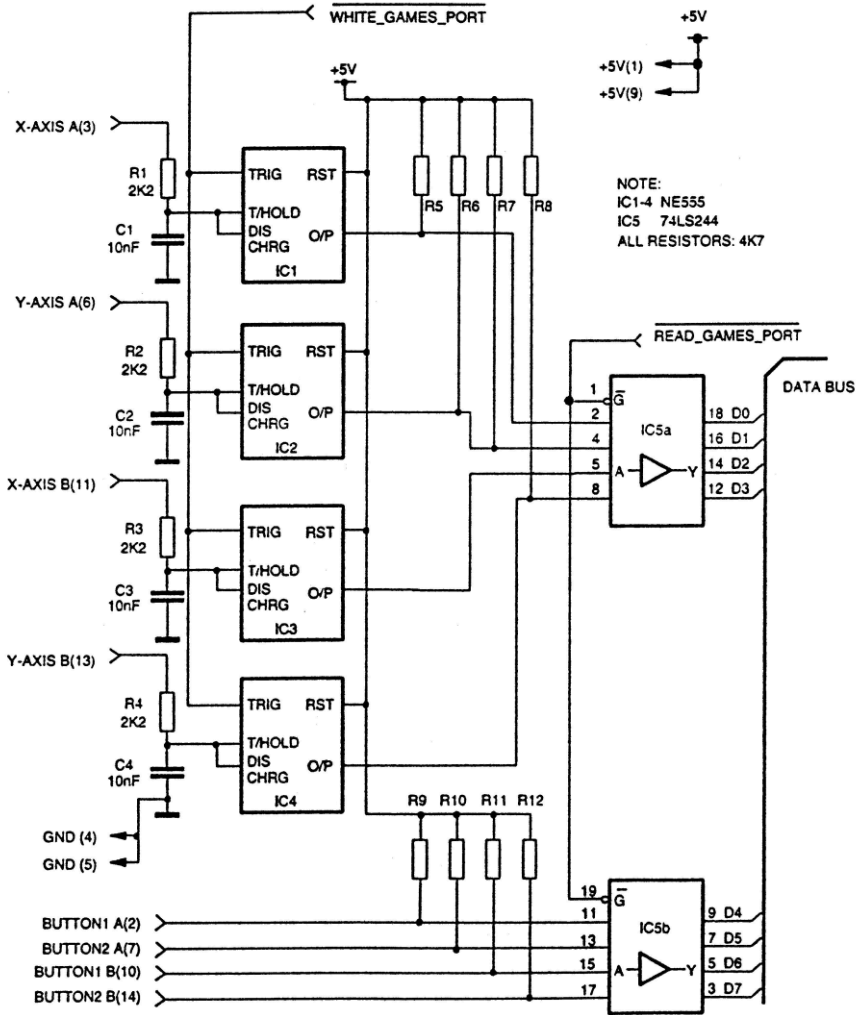 WHITE_GAMES_PORT
+5V
+5V(1)
+5V(9)
+5V
X-AXIS A(3)
R1
2K2
C1
10nF
TRIG RST
T/HOLD
DIS
CHRG
O/P
IC1
R5 R6 R7 R8
NOTE:
IC1-4 NE555
IC5 74LS244
ALL RESISTORS: 4K7
Y-AXIS A(6)
R2
2K2
C2
10nF
TRIG RST
T/HOLD
DIS
CHRG
O/P
IC2
READ_GAMES_PORT
DATA BUS
1 G
2
4
5 A Y
8
IC5a
18 D0
16 D1
14 D2
12 D3
X-AXIS B(11)
R3
2K2
C3
10nF
TRIG RST
T/HOLD
DIS
CHRG
O/P
IC3
Y-AXIS B(13)
R4
2K2
C4
10nF
TRIG RST
T/HOLD
DIS
CHRG
O/P
IC4
GND (4)
GND (5)
R9 R10 R11 R12
BUTTON1 A(2)
BUTTON2 A(7)
BUTTON1 B(10)
BUTTON2 B(14)
19 G
11
13
15 A Y
17
IC5b
9 D4
7 D5
5 D6
3 D7